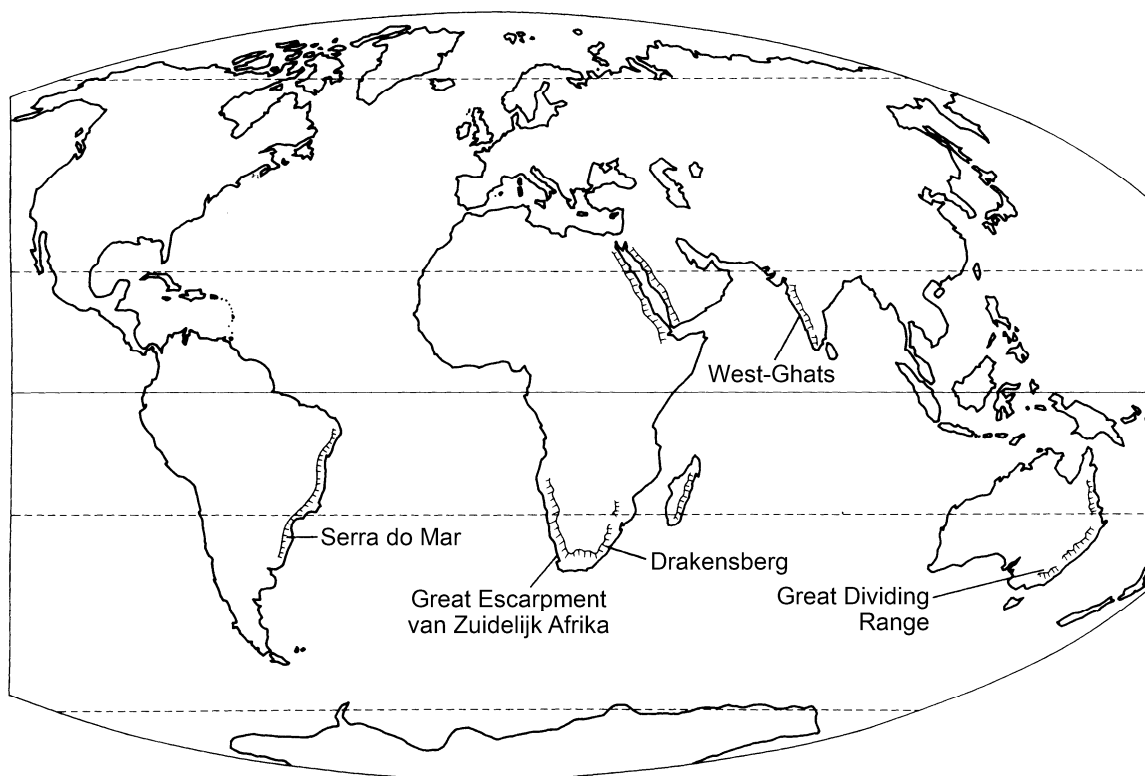 West-Ghats
Serra do Mar
Drakensberg
Great Escarpment
van Zuidelijk Afrika
Great Dividing
Range